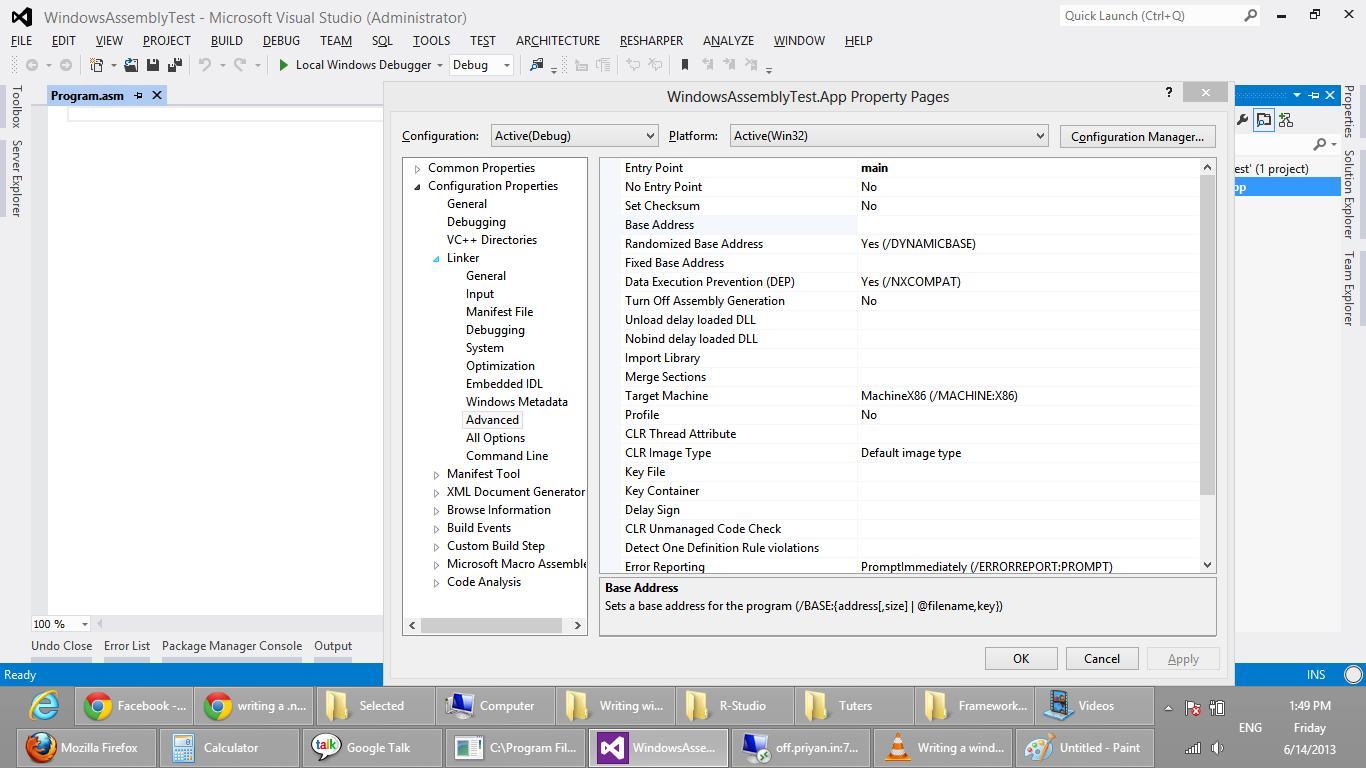 WindowsAssemblyTest - Microsoft Visual Studio (Administrator)
Quick Launch (Ctrl+Q)
FILE EDIT VIEW PROJECT BUILD DEBUG TEAM SQL TOOLS TEST ARCHITECTURE RESHARPER ANALYZE WINDOW HELP
Local Windows Debugger Debug
Program.asm
Toolbox
Server Explorer
WindowsAssemblyTest.App Property Pages
?
Configuration: Active(Debug) Platform: Active(Win32) Configuration Manager...
Common Properties
Configuration Properties
General
Debugging
VC++ Directories
Linker
General
Input
Manifest File
Debugging
System
Optimization
Embedded IDL
Windows Metadata
Advanced
All Options
Command Line
Manifest Tool
XML Document Generator
Browse Information
Build Events
Custom Build Step
Microsoft Macro Assemble
Code Analysis
Entry Point main
No Entry Point No
Set Checksum No
Base Address
Randomized Base Address Yes (/DYNAMICBASE)
Fixed Base Address
Data Execution Prevention (DEP) Yes (/NXCOMPAT)
Turn Off Assembly Generation No
Unload delay loaded DLL
Nobind delay loaded DLL
Import Library
Merge Sections
Target Machine MachineX86 (/MACHINE:X86)
Profile No
CLR Thread Attribute
CLR Image Type Default image type
Key File
Key Container
Delay Sign
CLR Unmanaged Code Check
Detect One Definition Rule violations
Error Reporting PromptImmediately (/ERRORREPORT:PROMPT)
Base Address
Sets a base address for the program (/BASE:{address[,size] | @filename,key})
OK Cancel Apply
est' (1 project)
pp
Properties
Solution Explorer
Team Explorer
100 %
Undo Close Error List Package Manager Console Output
Ready INS
Facebook -... writing a .n... Selected Computer Writing wi... R-Studio Tuters Framework... Videos
Mozilla Firefox Calculator talk Google Talk C:\Program Fil... WindowsAsse... off.priyan.in:7... Writing a wind... Untitled - Paint
ENG
1:49 PM
Friday
6/14/2013